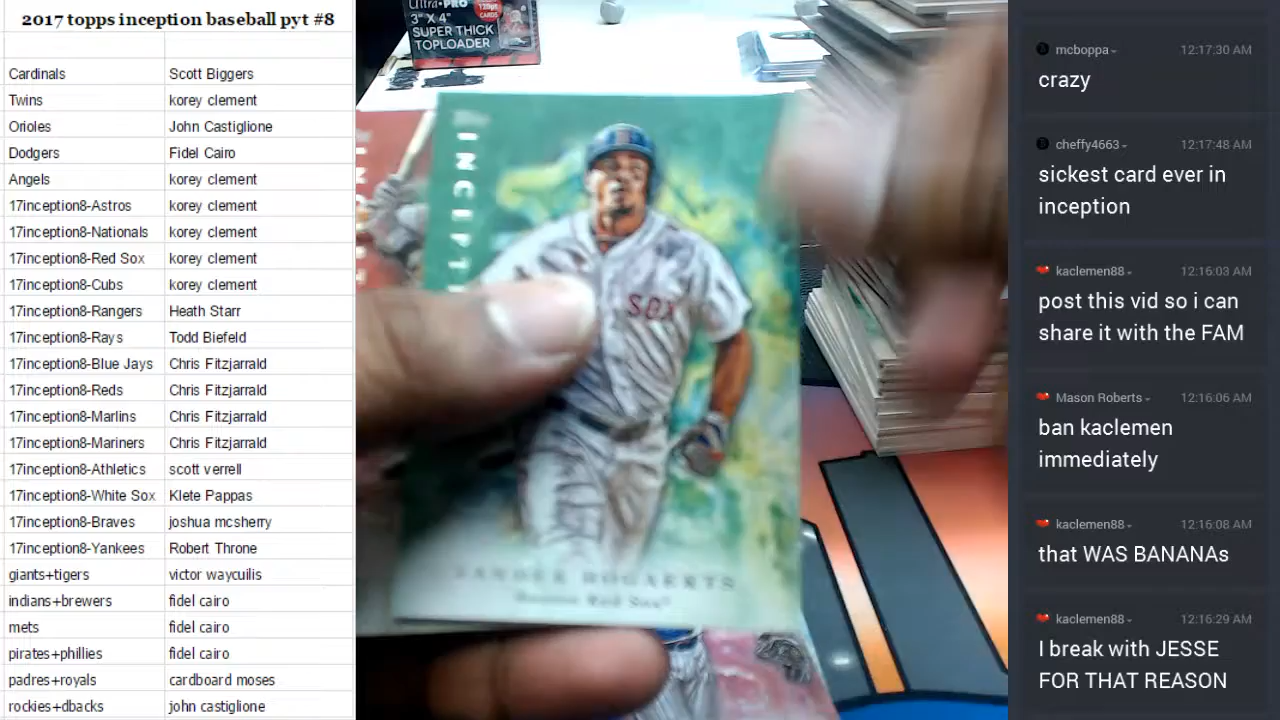 2017 topps inception baseball pyt #8
Cardinals Scott Biggers
Twins korey clement
Orioles John Castiglione
Dodgers Fidel Cairo
Angels korey clement
17inception8-Astros korey clement
17inception8-Nationals korey clement
17inception8-Red Sox korey clement
17inception8-Cubs korey clement
17inception8-Rangers Heath Starr
17inception8-Rays Todd Biefeld
17inception8-Blue Jays Chris Fitzjarrald
17inception8-Reds Chris Fitzjarrald
17inception8-Marlins Chris Fitzjarrald
17inception8-Mariners Chris Fitzjarrald
17inception8-Athletics scott verrell
17inception8-White Sox Klete Pappas
17inception8-Braves joshua mcsherry
17inception8-Yankees Robert Throne
giants+tigers victor waycuilis
indians+brewers fidel cairo
mets fidel cairo
pirates+phillies fidel cairo
padres+royals cardboard moses
rockies+dbacks john castiglione
ULTRA·PRO
3" X 4"
SUPER THICK
TOPLOADER
SOX
XANDER BOGAERTS
Boston Red Sox
mcboppa 12:17:30 AM
crazy
cheffy4663 12:17:48 AM
sickest card ever in
inception
kaclemen88 12:16:03 AM
post this vid so i can
share it with the FAM
Mason Roberts 12:16:06 AM
ban kaclemen
immediately
kaclemen88 12:16:08 AM
that WAS BANANAs
kaclemen88 12:16:29 AM
I break with JESSE
FOR THAT REASON